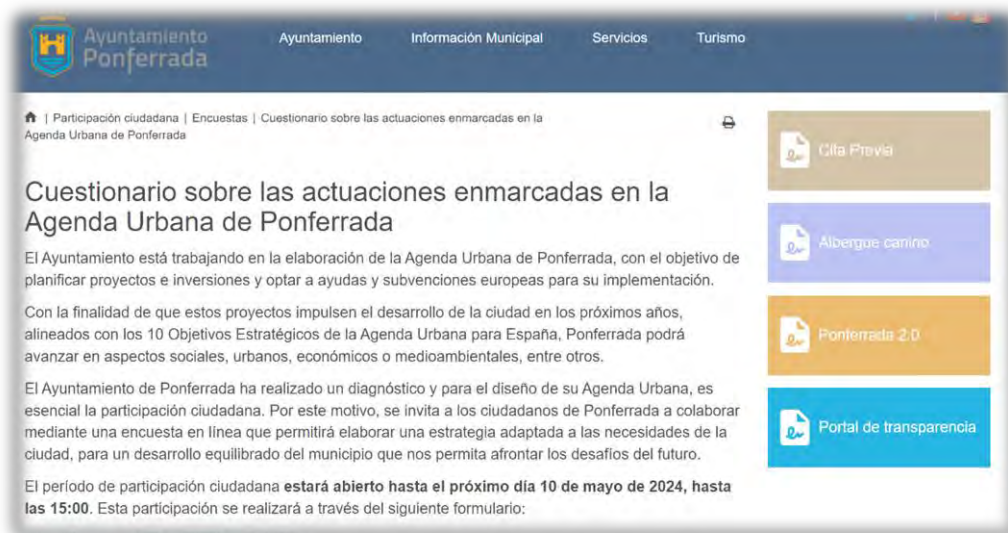 Ayuntamiento
Ponferrada
Ayuntamiento Información Municipal Servicios Turismo
| Participación ciudadana | Encuestas | Cuestionario sobre las actuaciones enmarcadas en la
Agenda Urbana de Ponferrada
Cuestionario sobre las actuaciones enmarcadas en la
Agenda Urbana de Ponferrada
El Ayuntamiento está trabajando en la elaboración de la Agenda Urbana de Ponferrada, con el objetivo de
planificar proyectos e inversiones y optar a ayudas y subvenciones europeas para su implementación.
Con la finalidad de que estos proyectos impulsen el desarrollo de la ciudad en los próximos años,
alineados con los 10 Objetivos Estratégicos de la Agenda Urbana para España, Ponferrada podrá
avanzar en aspectos sociales, urbanos, económicos o medioambientales, entre otros.
El Ayuntamiento de Ponferrada ha realizado un diagnóstico y para el diseño de su Agenda Urbana, es
esencial la participación ciudadana. Por este motivo, se invita a los ciudadanos de Ponferrada a colaborar
mediante una encuesta en línea que permitirá elaborar una estrategia adaptada a las necesidades de la
ciudad, para un desarrollo equilibrado del municipio que nos permita afrontar los desafíos del futuro.
El período de participación ciudadana estará abierto hasta el próximo día 10 de mayo de 2024, hasta
las 15:00. Esta participación se realizará a través del siguiente formulario:
Cita Previa
Albergue canino
Ponferrada 2.0
Portal de transparencia